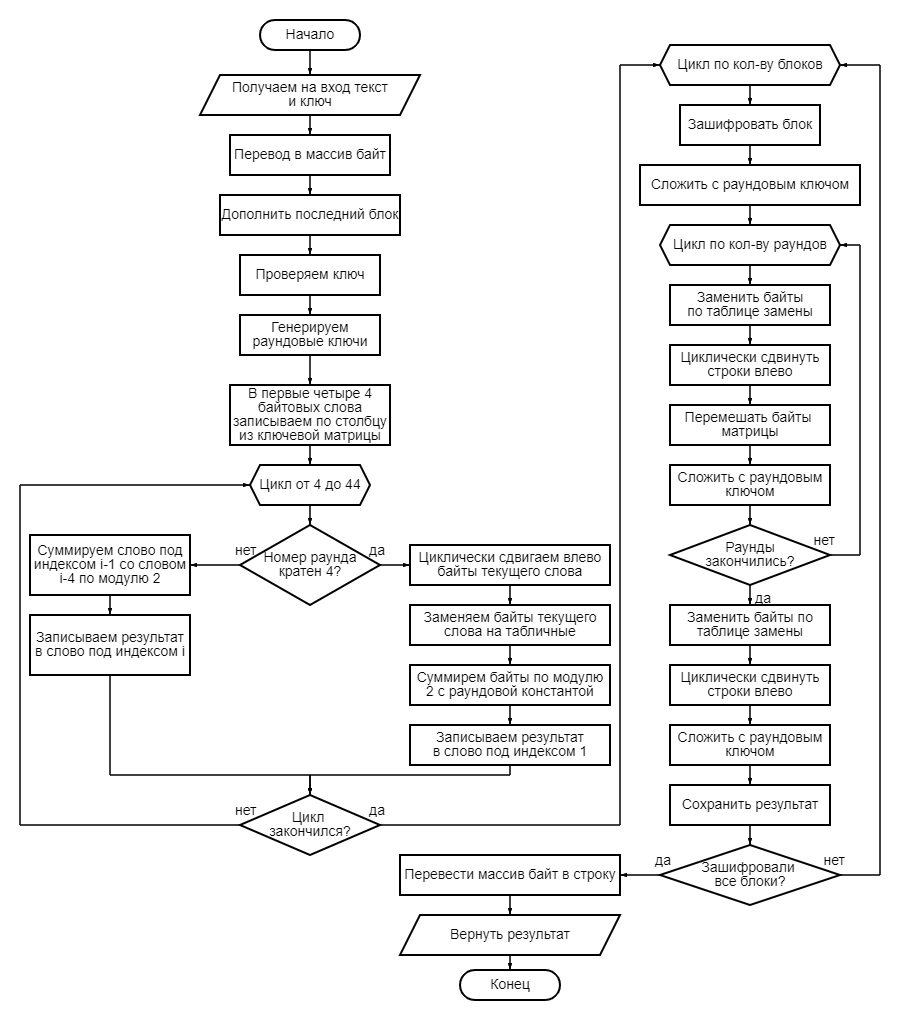 Начало
Получаем на вход текст
и ключ
Перевод в массив байт
Дополнить последний блок
Проверяем ключ
Генерируем
раундовые ключи
В первые четыре 4
байтовых слова
записываем по столбцу
из ключевой матрицы
Цикл от 4 до 44
Номер раунда
кратен 4?
нет
да
Суммируем слово под
индексом i-1 со словом
i-4 по модулю 2
Записываем результат
в слово под индексом i
Циклически сдвигаем влево
байты текущего слова
Заменяем байты текущего
слова на табличные
Суммирем байты по модулю
2 с раундовой константой
Записываем результат
в слово под индексом 1
Цикл
закончился?
нет
да
Цикл по кол-ву блоков
Зашифровать блок
Сложить с раундовым ключом
Цикл по кол-ву раундов
Заменить байты
по таблице замены
Циклически сдвинуть
строки влево
Перемешать байты
матрицы
Сложить с раундовым
ключом
Раунды
закончились?
нет
да
Заменить байты по
таблице замены
Циклически сдвинуть
строки влево
Сложить с раундовым
ключом
Сохранить результат
Зашифровали
все блоки?
да
нет
Перевести массив байт в строку
Вернуть результат
Конец